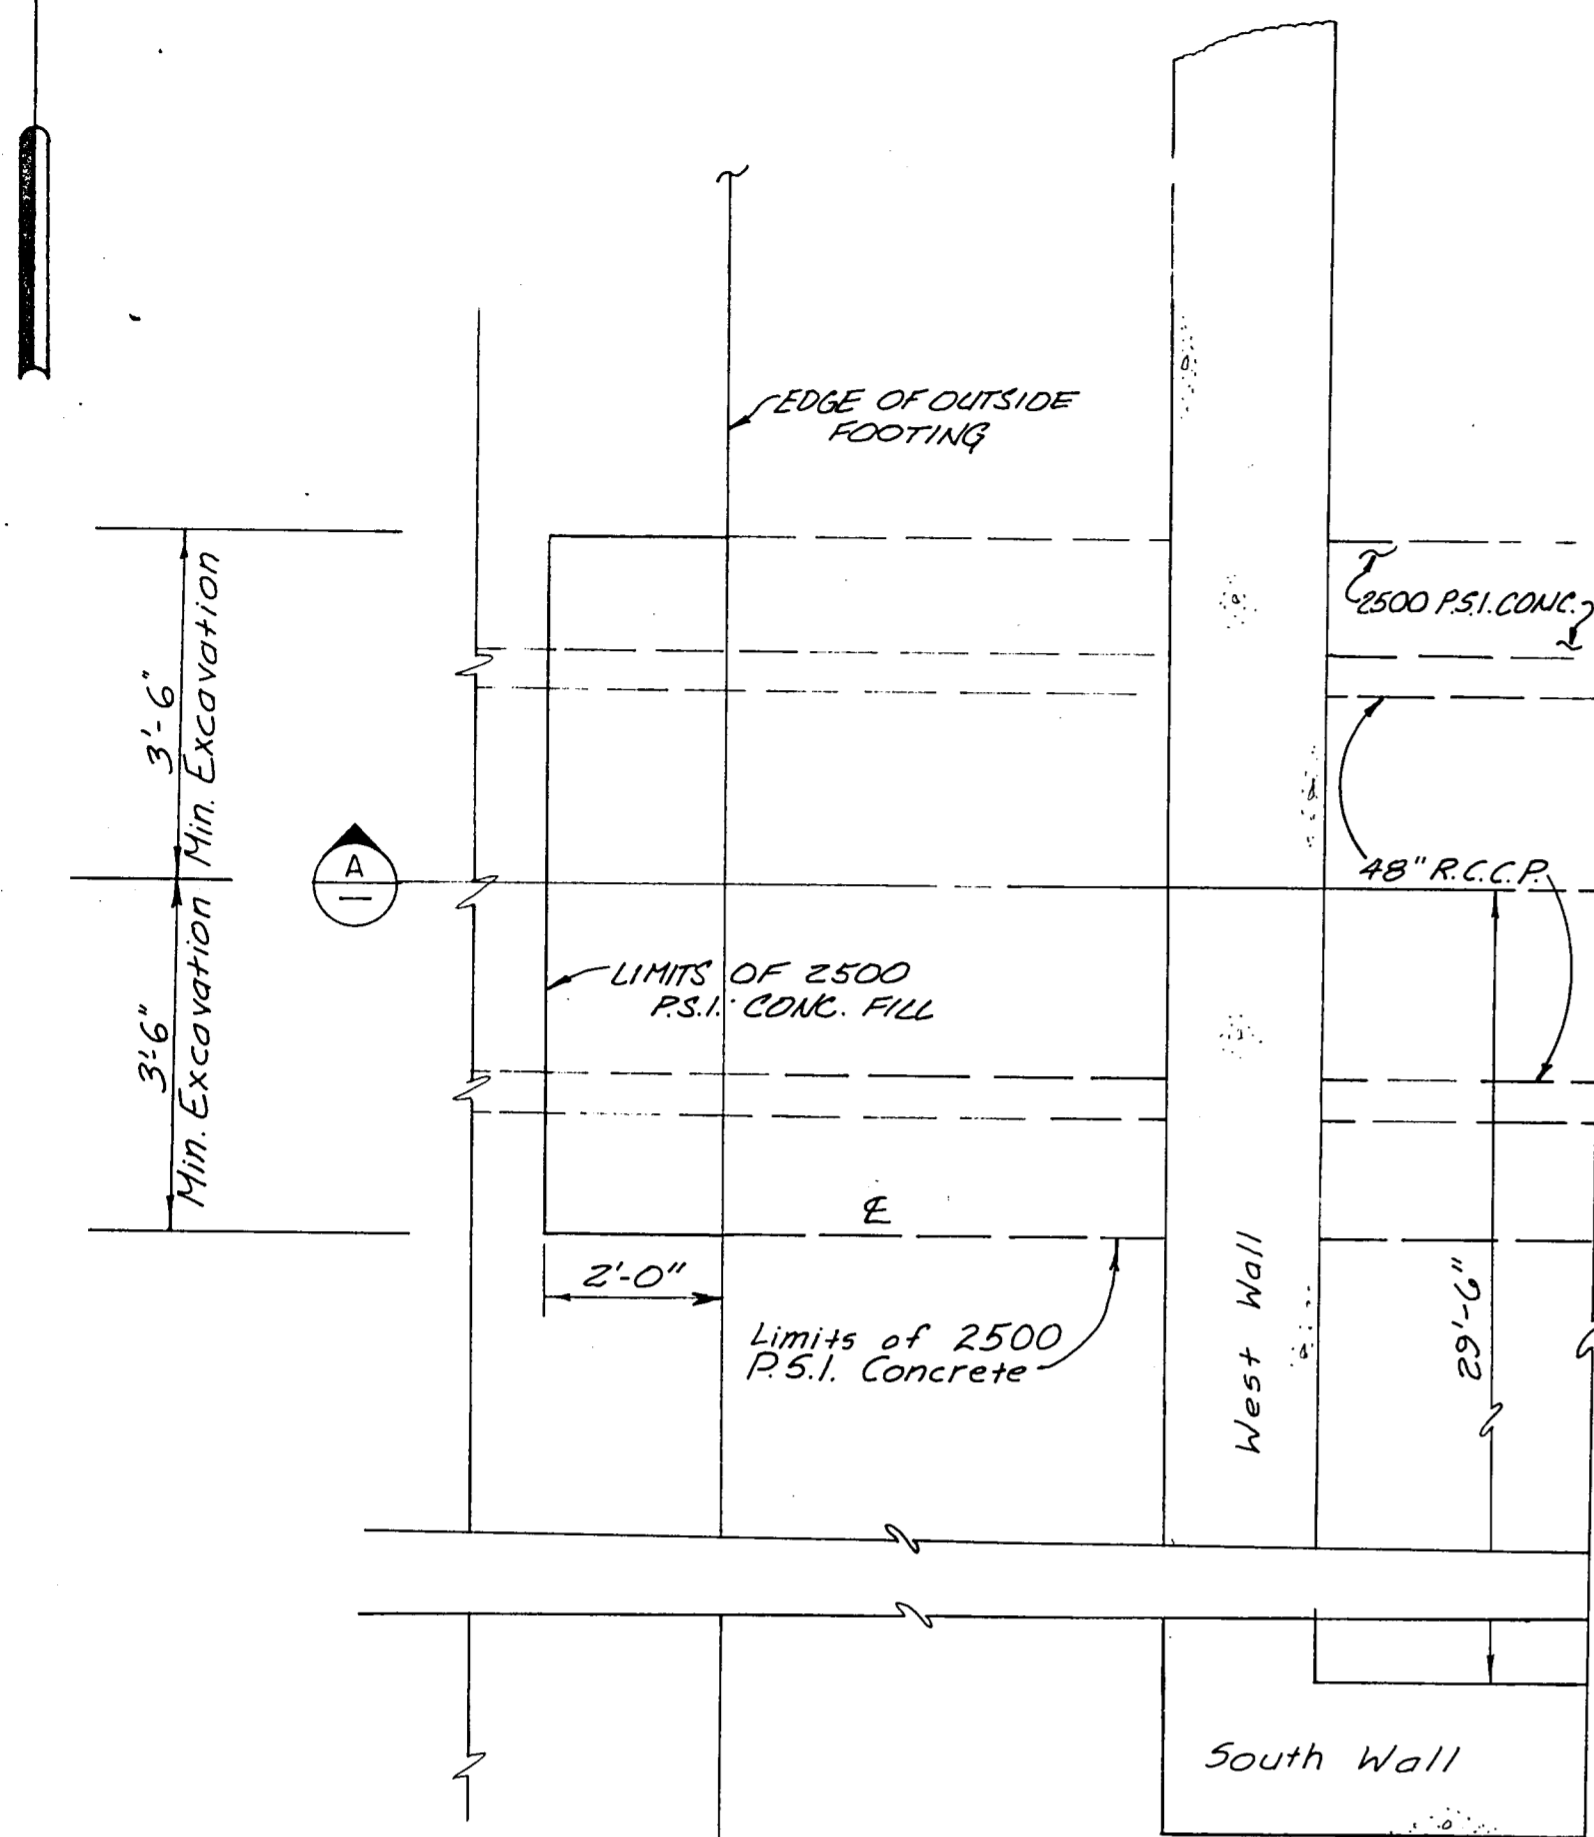 EDGE OF OUTSIDE
FOOTING
3'-6"
Min. Excavation
2500 P.S.I. CONC.
A
48" R.C.C.P.
LIMITS OF 2500
P.S.I. CONC. FILL
3'-6"
Min. Excavation
℄
2'-0"
Limits of 2500
P.S.I. Concrete
West Wall
29'-6"
South Wall